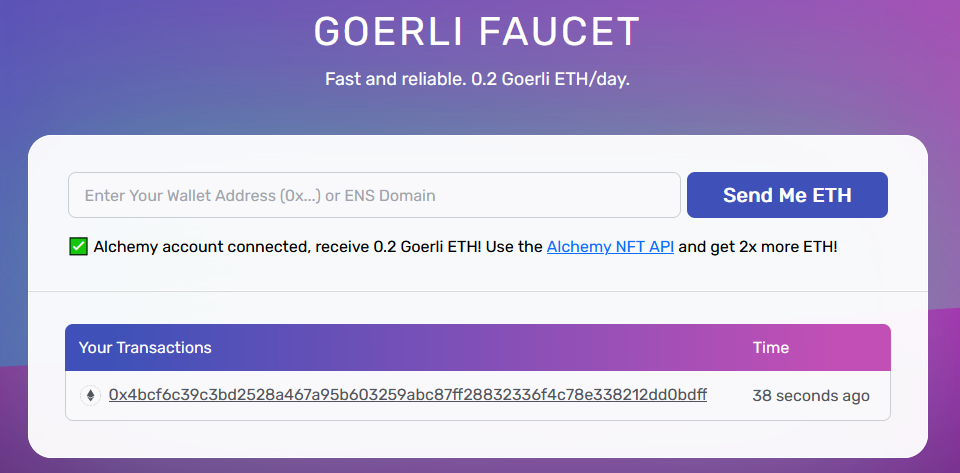 GOERLI FAUCET
Fast and reliable. 0.2 Goerli ETH/day.
Enter Your Wallet Address (0x...) or ENS Domain
Send Me ETH
✅ Alchemy account connected, receive 0.2 Goerli ETH! Use the Alchemy NFT API and get 2x more ETH!
Your Transactions Time
0x4bcf6c39c3bd2528a467a95b603259abc87ff28832336f4c78e338212dd0bdff 38 seconds ago